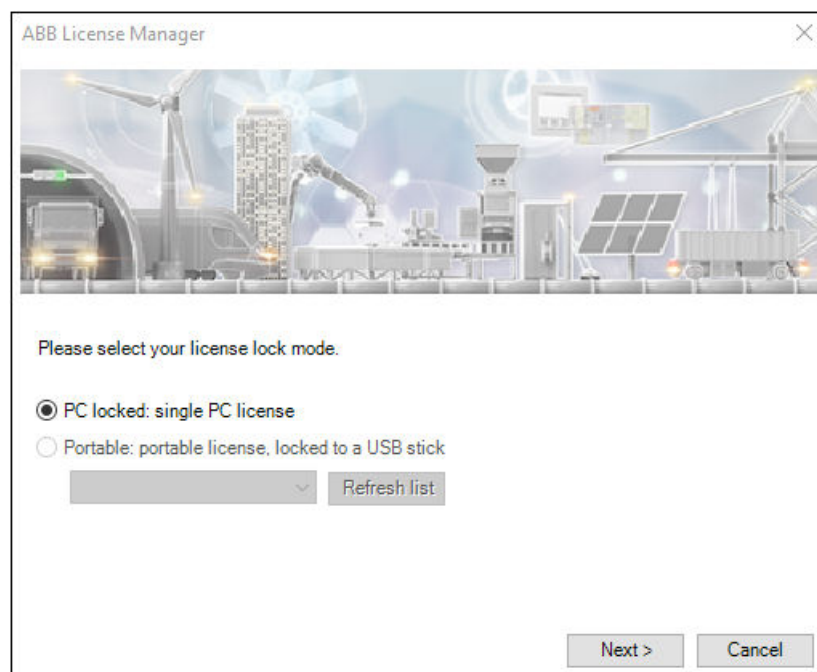 ABB License Manager
Please select your license lock mode.
PC locked: single PC license
Portable: portable license, locked to a USB stick
Refresh list
Next >
Cancel